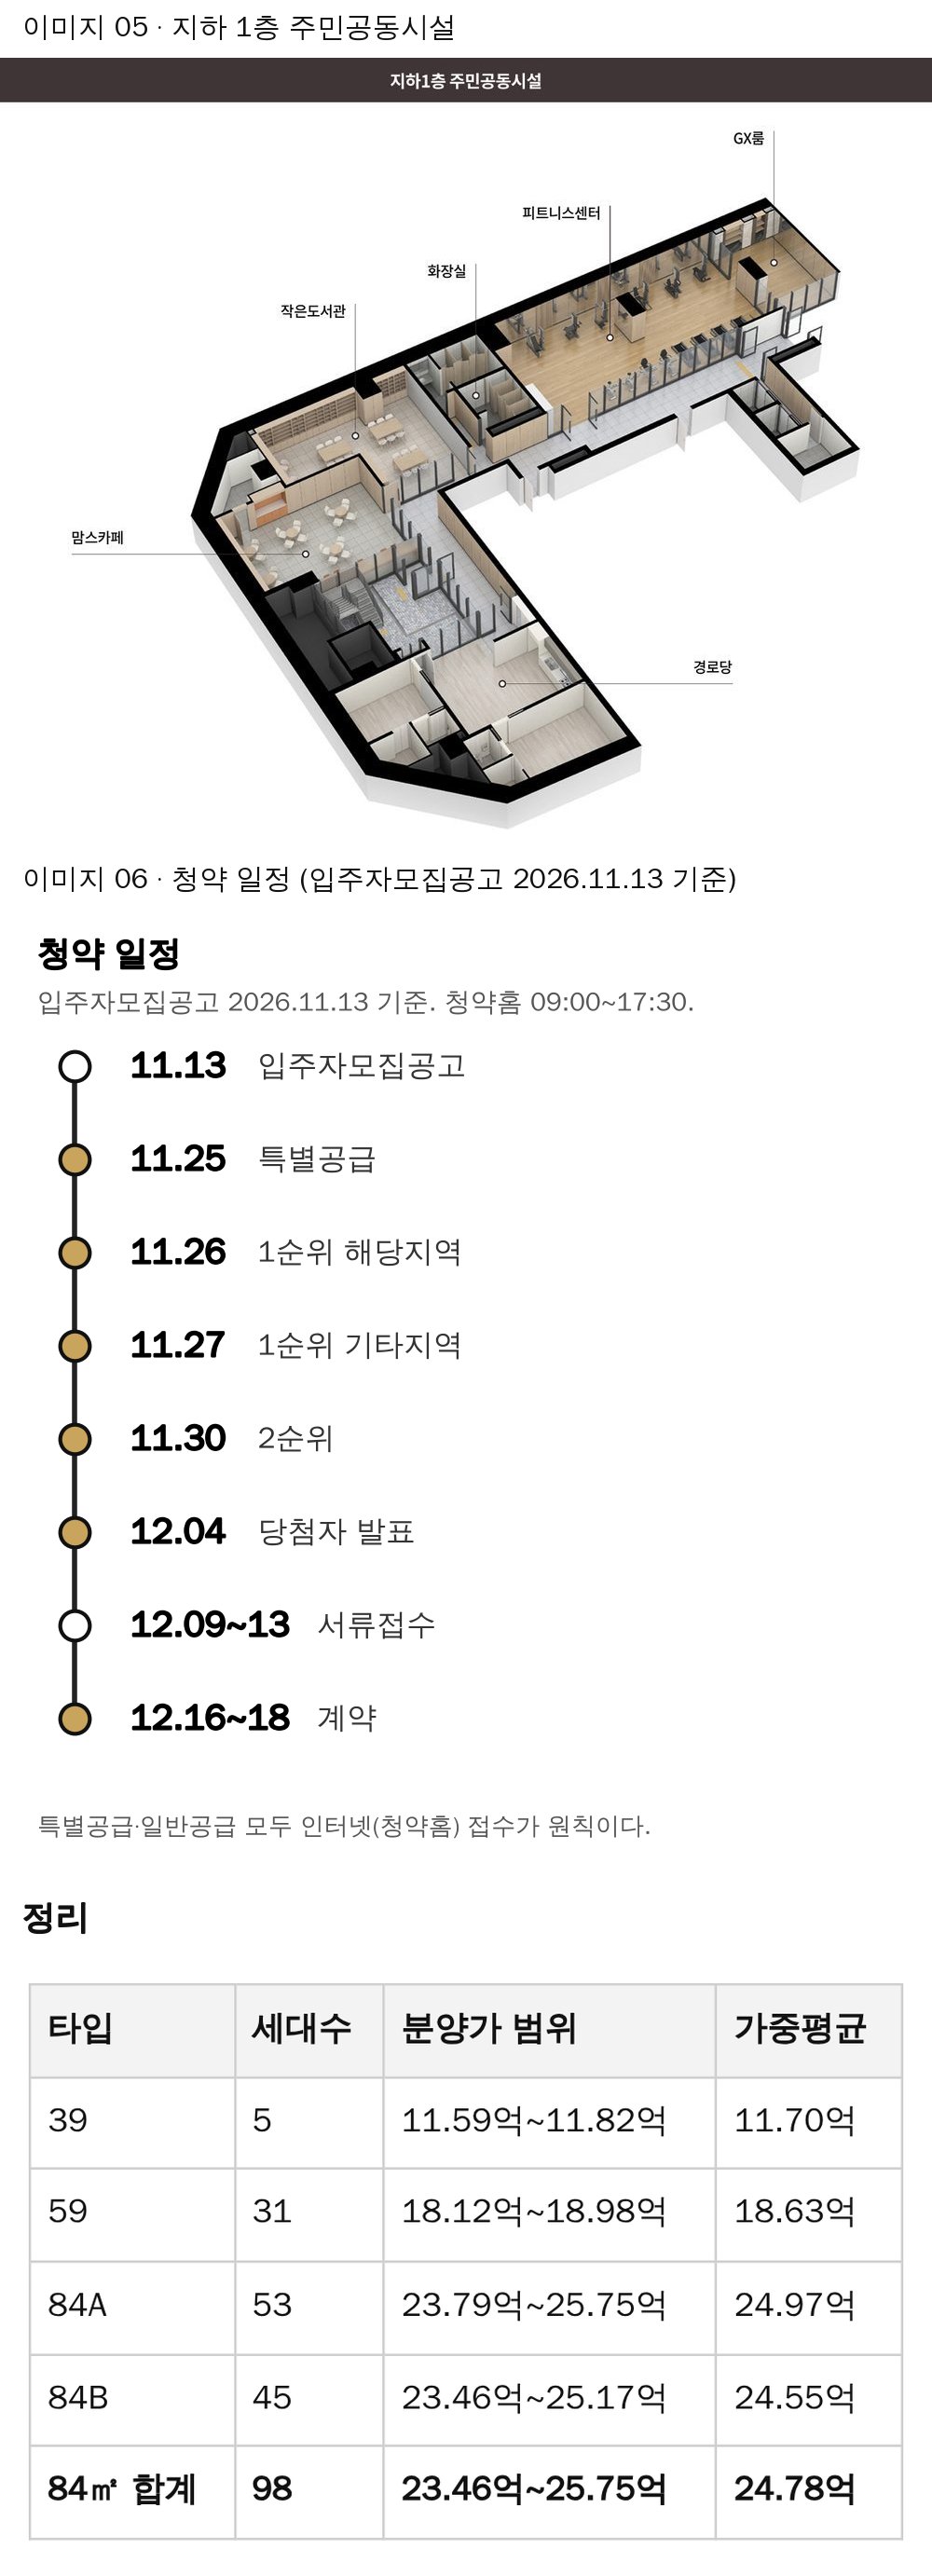 이미지 05 · 지하 1층 주민공동시설
지하1층 주민공동시설
GX룸
피트니스센터
화장실
작은도서관
맘스카페
경로당
이미지 06 · 청약 일정 (입주자모집공고 2026.11.13 기준)
청약 일정
입주자모집공고 2026.11.13 기준. 청약홈 09:00~17:30.
11.13 입주자모집공고
11.25 특별공급
11.26 1순위 해당지역
11.27 1순위 기타지역
11.30 2순위
12.04 당첨자 발표
12.09~13 서류접수
12.16~18 계약
특별공급·일반공급 모두 인터넷(청약홈) 접수가 원칙이다.
정리
타입 세대수 분양가 범위 가중평균
39 5 11.59억~11.82억 11.70억
59 31 18.12억~18.98억 18.63억
84A 53 23.79억~25.75억 24.97억
84B 45 23.46억~25.17억 24.55억
84㎡ 합계 98 23.46억~25.75억 24.78억